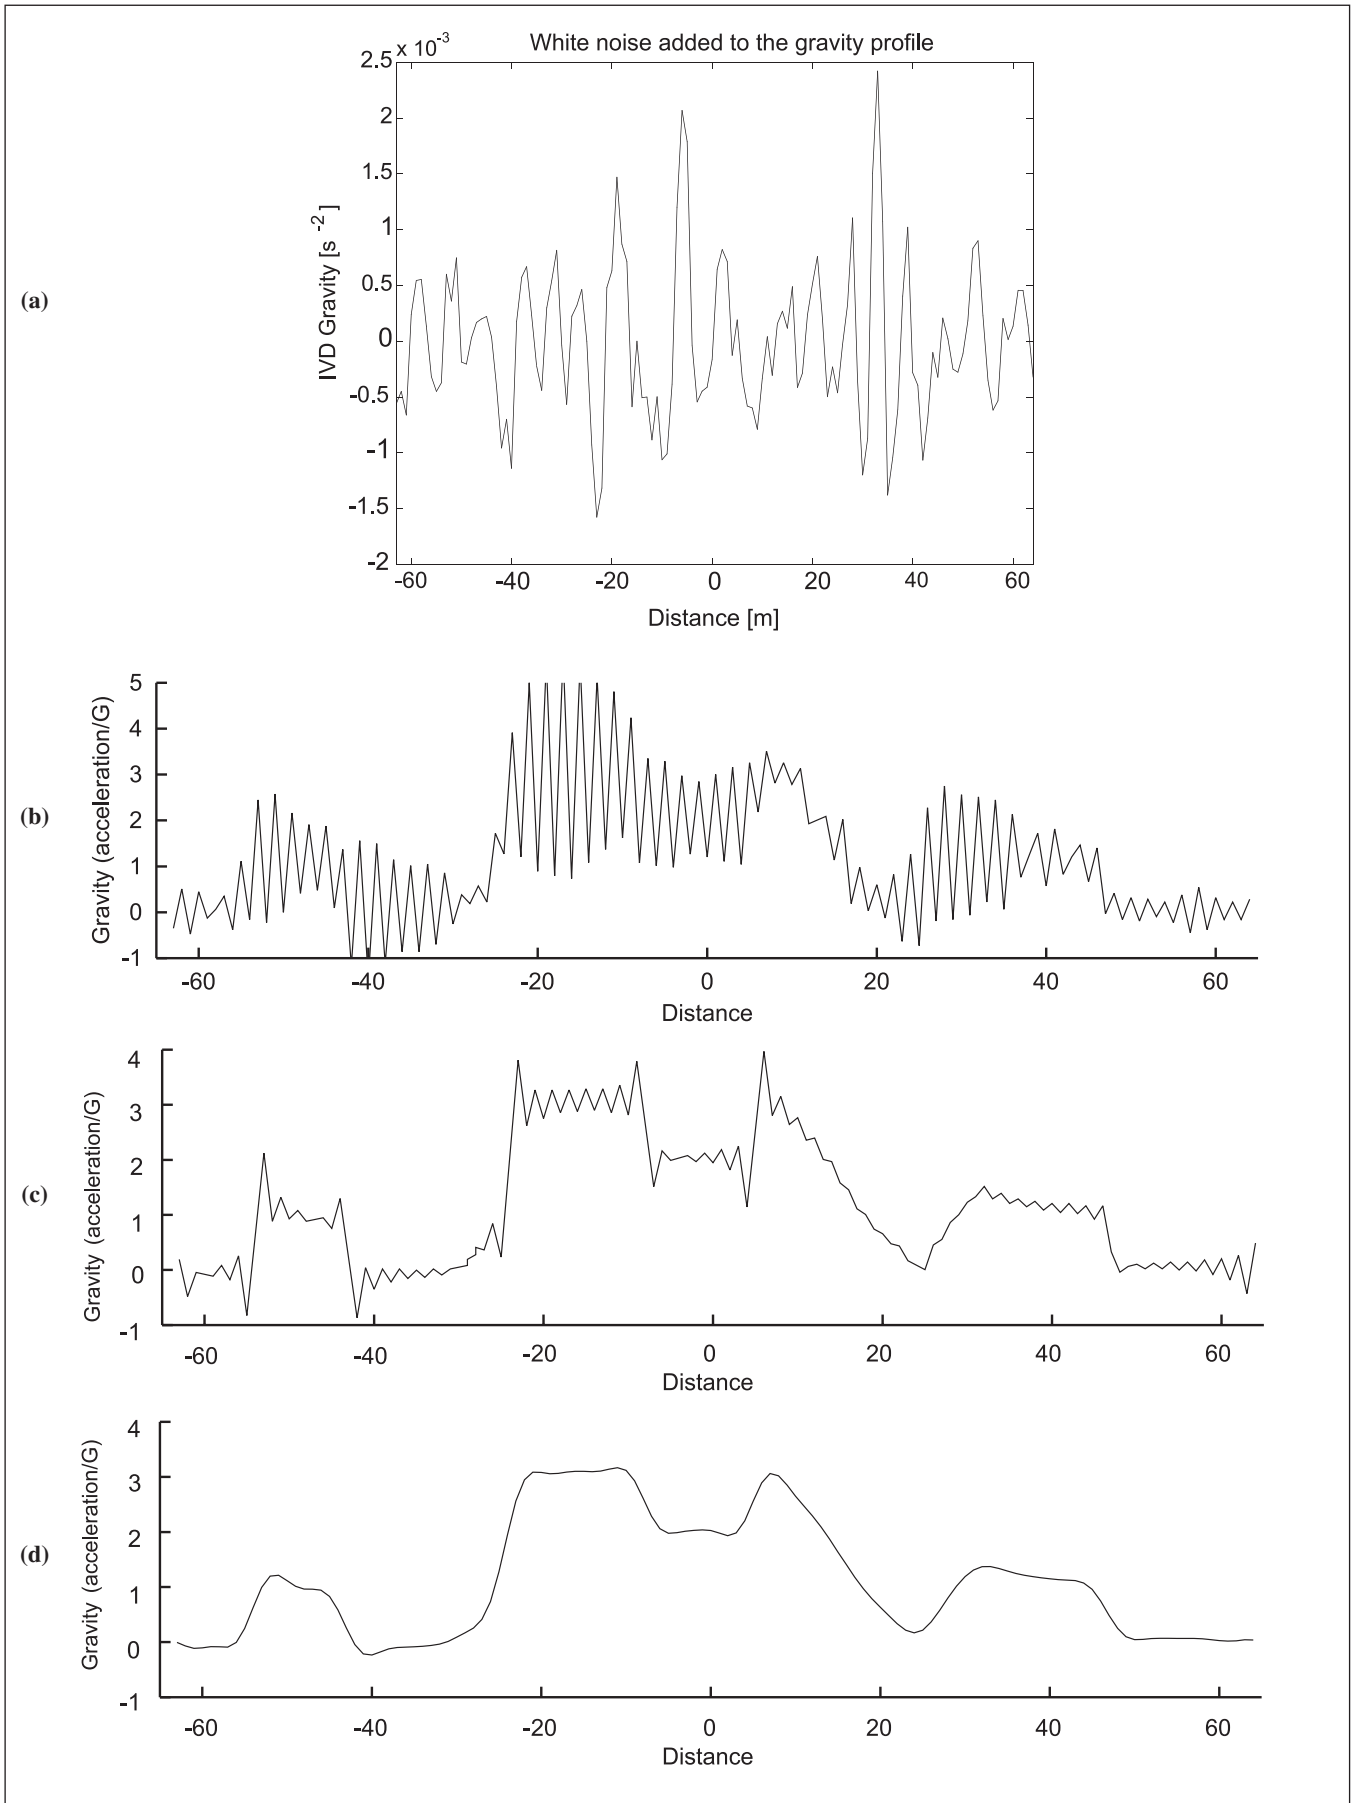 White noise added to the gravity profile
2.5 x 10-3
2
1.5
1
0.5
0
-0.5
-1
-1.5
-2
IVD Gravity [s -2 ]
-60 -40 -20 0 20 40 60
Distance [m]
(a)
5
4
3
2
1
0
-1
Gravity (acceleration/G)
-60 -40 -20 0 20 40 60
Distance
(b)
4
3
2
1
0
-1
Gravity (acceleration/G)
-60 -40 -20 0 20 40 60
Distance
(c)
4
3
2
1
0
-1
Gravity (acceleration/G)
-60 -40 -20 0 20 40 60
Distance
(d)